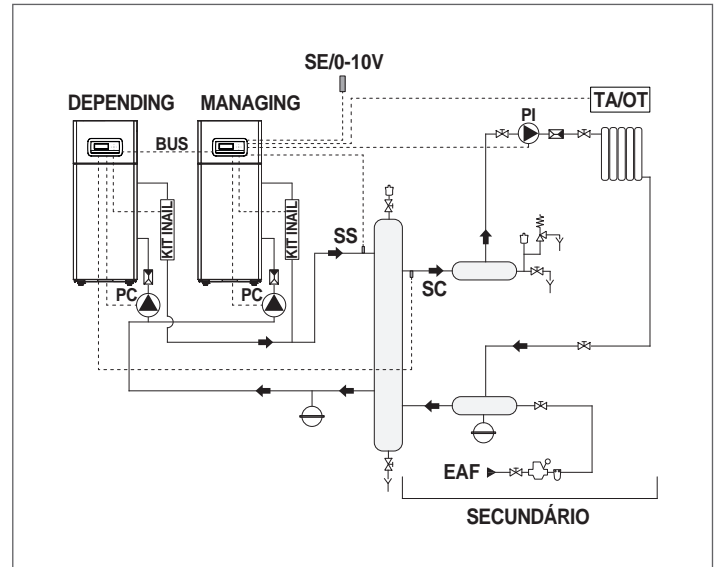 SE/0-10V
DEPENDING
MANAGING
TA/OT
PI
BUS
KIT INAIL
KIT INAIL
SS
SC
PC
PC
EAF
SECUNDÁRIO